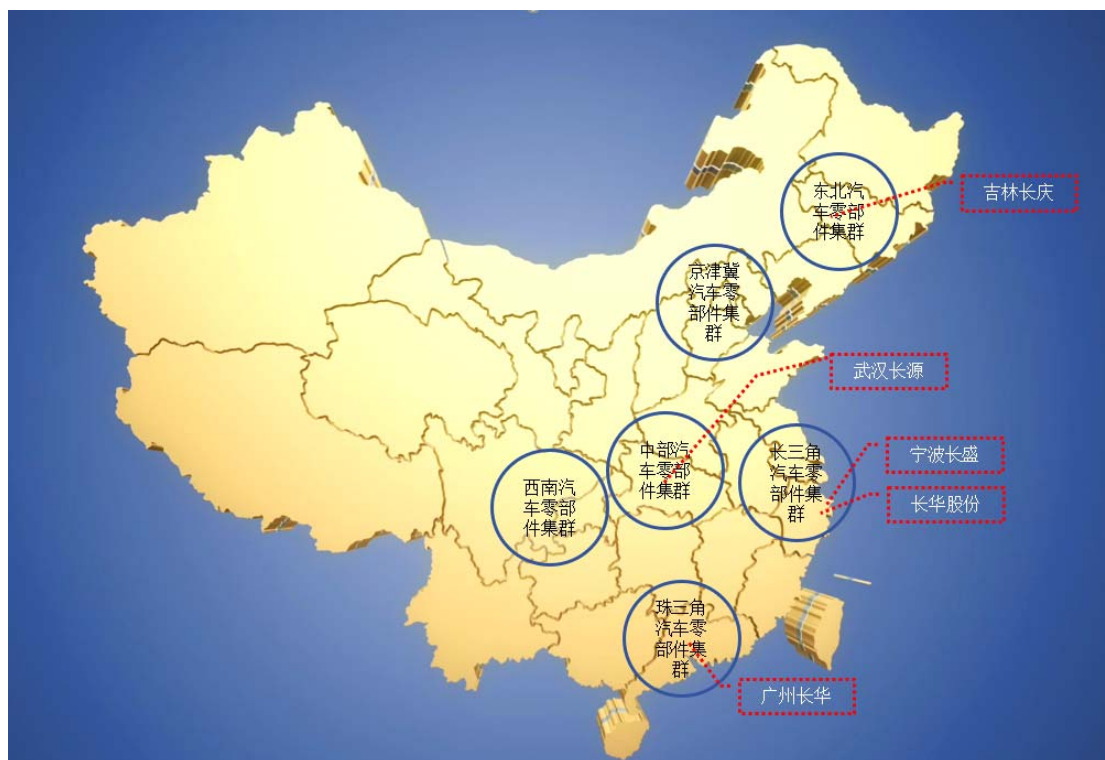 东北汽
车零部
件集群
吉林长庆
京津冀
汽车零
部件集
群
武汉长源
中部汽
车零部
件集群
长三角
汽车零
部件集
群
宁波长盛
长华股份
西南汽
车零部
件集群
珠三角
汽车零
部件集
群
广州长华